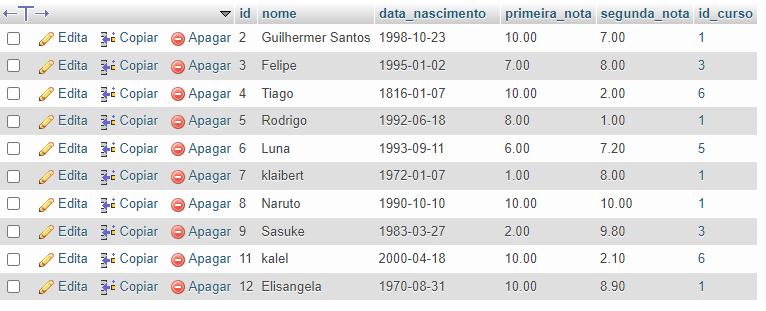 id nome data_nascimento primeira_nota segunda_nota id_curso
Edita Copiar Apagar 2 Guilhermer Santos 1998-10-23 10.00 7.00 1
Edita Copiar Apagar 3 Felipe 1995-01-02 7.00 8.00 3
Edita Copiar Apagar 4 Tiago 1816-01-07 10.00 2.00 6
Edita Copiar Apagar 5 Rodrigo 1992-06-18 8.00 1.00 1
Edita Copiar Apagar 6 Luna 1993-09-11 6.00 7.20 5
Edita Copiar Apagar 7 klaibert 1972-01-07 1.00 8.00 1
Edita Copiar Apagar 8 Naruto 1990-10-10 10.00 10.00 1
Edita Copiar Apagar 9 Sasuke 1983-03-27 2.00 9.80 3
Edita Copiar Apagar 11 kalel 2000-04-18 10.00 2.10 6
Edita Copiar Apagar 12 Elisangela 1970-08-31 10.00 8.90 1